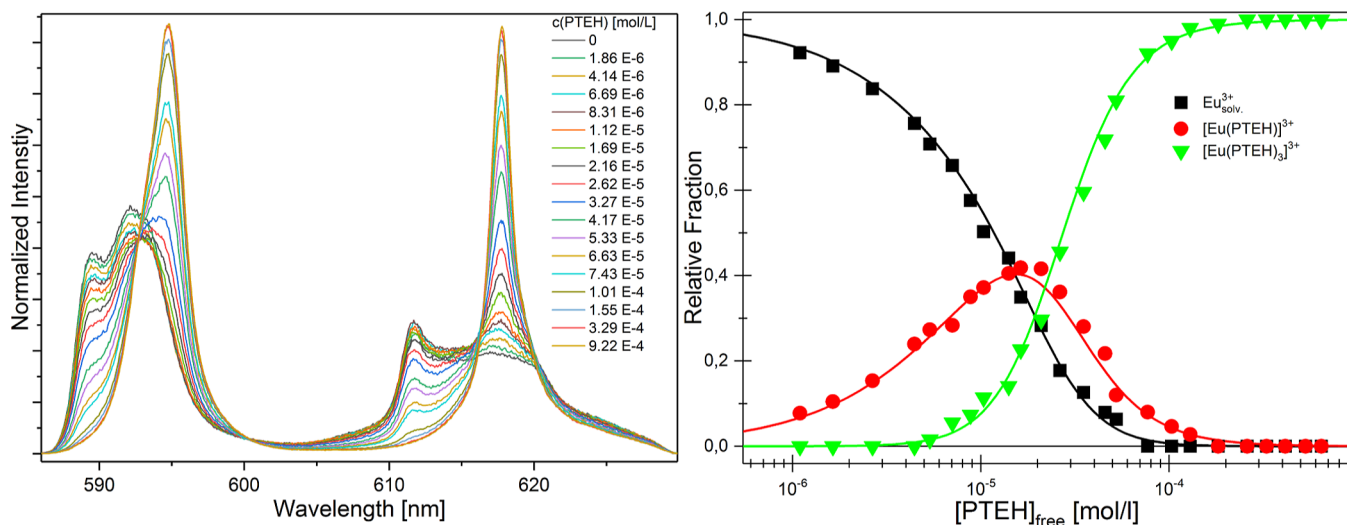 c(PTEH) [mol/L]
0
1.86 E-6
4.14 E-6
6.69 E-6
8.31 E-6
1.12 E-5
1.69 E-5
2.16 E-5
2.62 E-5
3.27 E-5
4.17 E-5
5.33 E-5
6.63 E-5
7.43 E-5
1.01 E-4
1.55 E-4
3.29 E-4
9.22 E-4
Normalized Intenstiy
590 600 610 620
Wavelength [nm]
1,0
0,8
0,6
0,4
0,2
0,0
Relative Fraction
Eu³⁺solv.
[Eu(PTEH)]³⁺
[Eu(PTEH)₃]³⁺
10⁻⁶ 10⁻⁵ 10⁻⁴
[PTEH]free [mol/l]